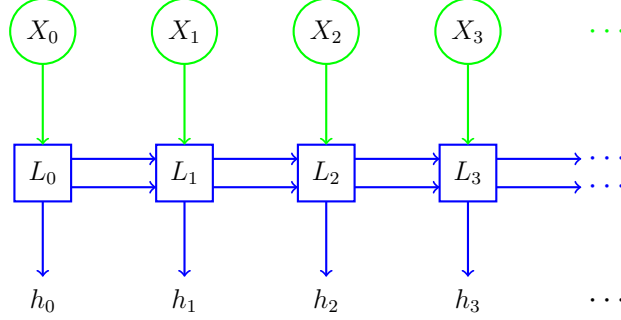 X₀ X₁ X₂ X₃ ⋯
L₀ L₁ L₂ L₃ ⋯
⋯
h₀ h₁ h₂ h₃ ⋯